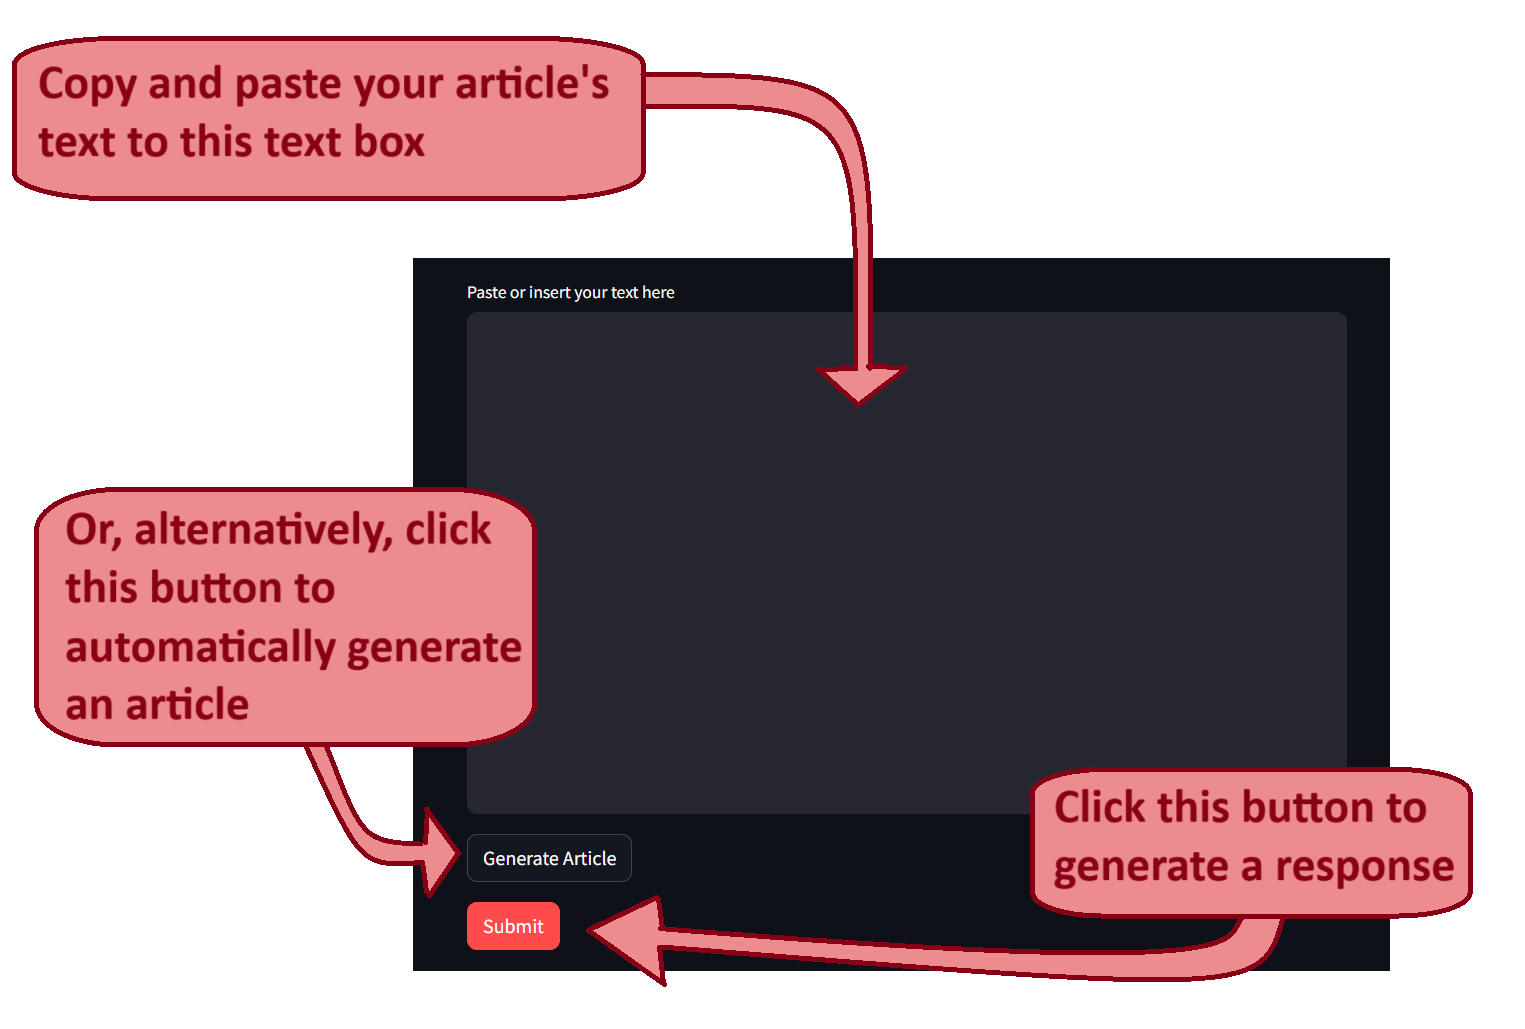 Copy and paste your article's
text to this text box
Paste or insert your text here
Or, alternatively, click
this button to
automatically generate
an article
Click this button to
generate a response
Generate Article
Submit